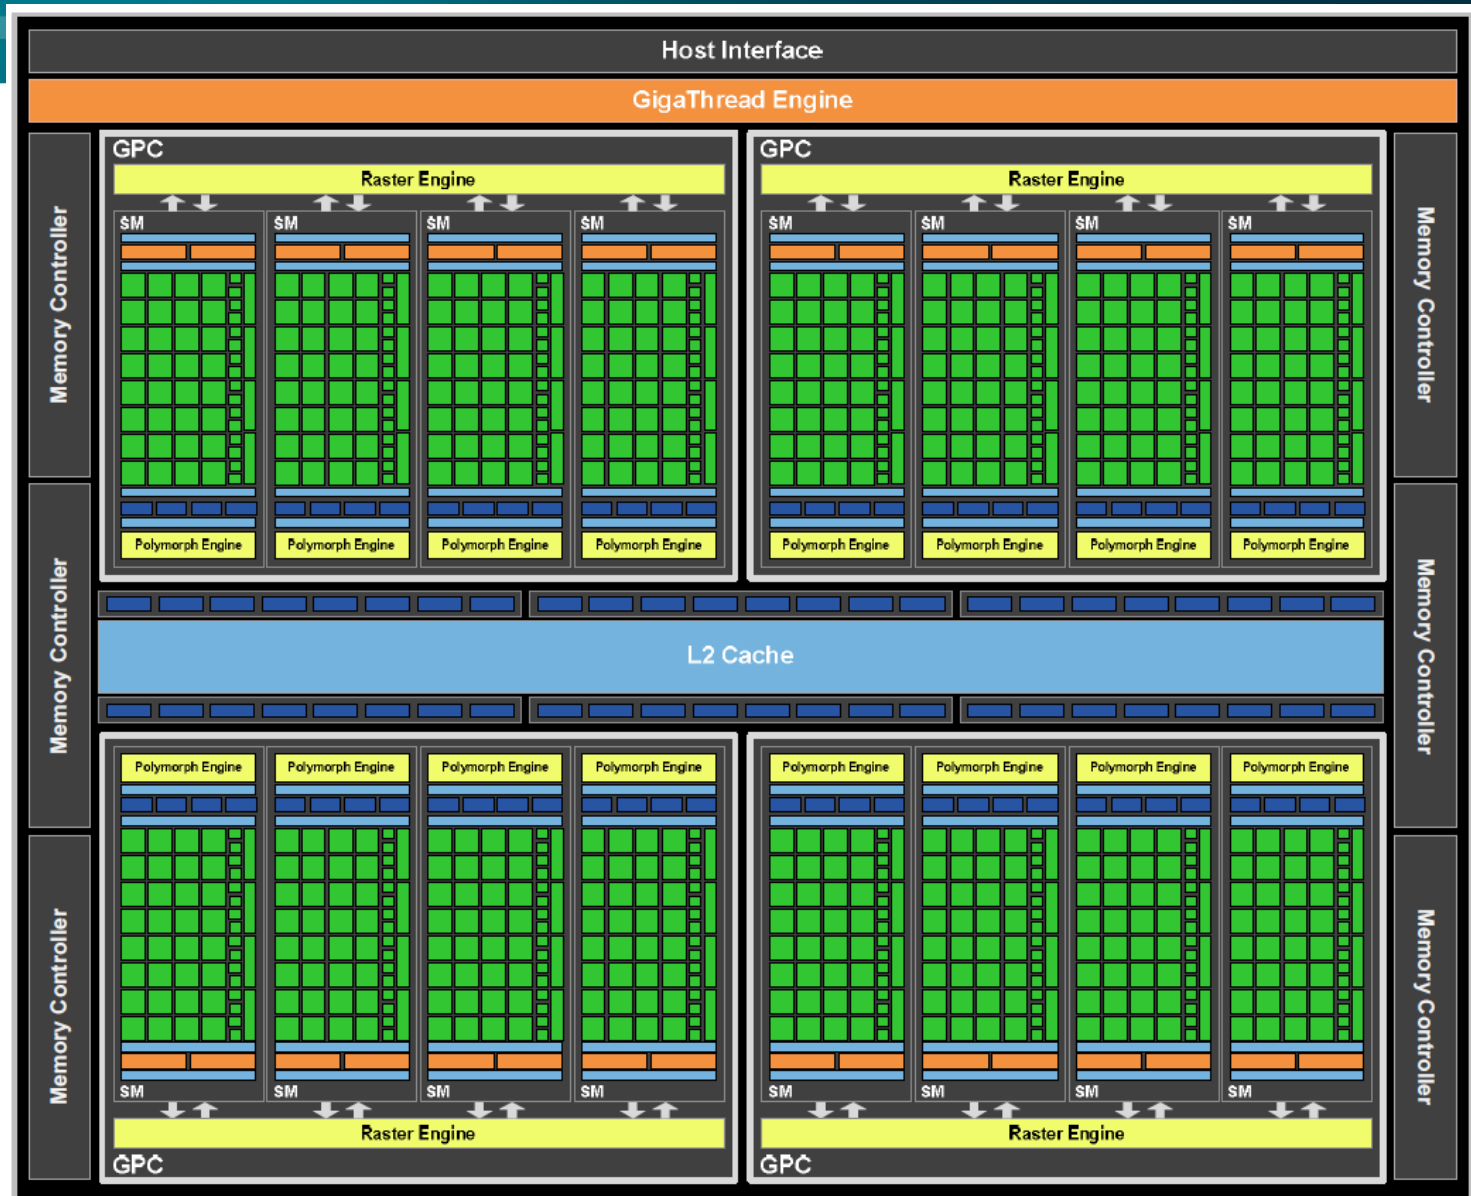 Host Interface
GigaThread Engine
GPC
GPC
Raster Engine
Raster Engine
SM
SM
SM
SM
SM
SM
SM
SM
Memory Controller
Memory Controller
Polymorph Engine
Polymorph Engine
Polymorph Engine
Polymorph Engine
Polymorph Engine
Polymorph Engine
Polymorph Engine
Polymorph Engine
Memory Controller
L2 Cache
Memory Controller
Polymorph Engine
Polymorph Engine
Polymorph Engine
Polymorph Engine
Polymorph Engine
Polymorph Engine
Polymorph Engine
Polymorph Engine
Memory Controller
Memory Controller
SM
SM
SM
SM
SM
SM
SM
SM
Raster Engine
Raster Engine
GPC
GPC